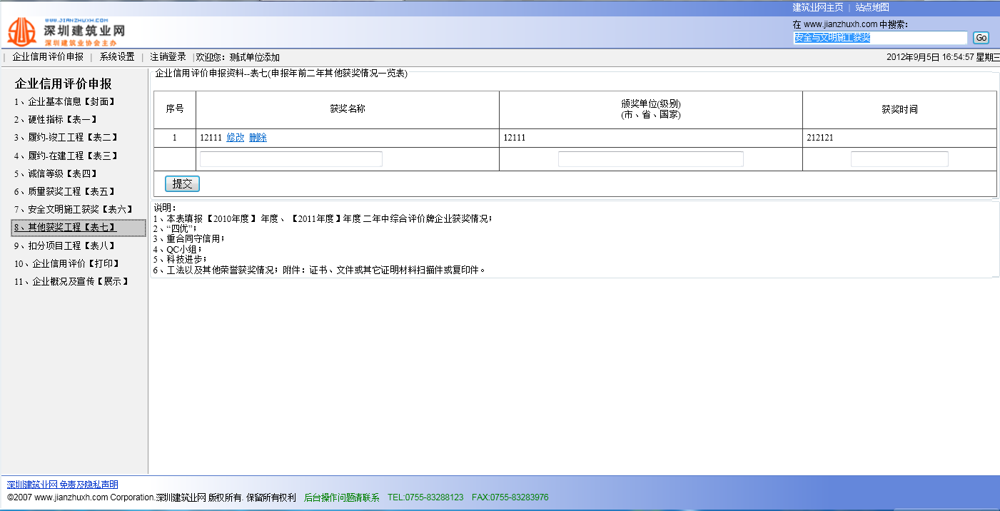 建筑业网主页 | 站点地图
WWW.JIANZHUXH.COM
深圳建筑业网
深圳建筑业协会主办
在 www.jianzhuxh.com 中搜索:
安全与文明施工获奖 Go
| 企业信用评价申报 | 系统设置 | 注销登录 |欢迎您: 测试单位添加 2012年9月5日 16:54:57 星期三
企业信用评价申报
1、企业基本信息【封面】
2、硬性指标【表一】
3、履约-竣工工程【表二】
4、履约-在建工程【表三】
5、诚信等级【表四】
6、质量获奖工程【表五】
7、安全文明施工获奖【表六】
8、其他获奖工程【表七】
9、扣分项目工程【表八】
10、企业信用评价【打印】
11、企业概况及宣传【展示】
企业信用评价申报资料--表七(申报年前二年其他获奖情况一览表)
序号 获奖名称 颁奖单位(级别) 获奖时间
(市、省、国家)
1 12111 修改 删除 12111 212121
提交
说明:
1、本表填报【2010年度】 年度、【2011年度】年度 二年中综合评价牌企业获奖情况;
2、“四优”;
3、重合同守信用;
4、QC小组;
5、科技进步;
6、工法以及其他荣誉获奖情况; 附件: 证书、文件或其它证明材料扫描件或复印件。
深圳建筑业网 免责及隐私声明
©2007 www.jianzhuxh.com Corporation.深圳建筑业网 版权所有. 保留所有权利 后台操作问题请联系 TEL:0755-83288123 FAX:0755-83283976